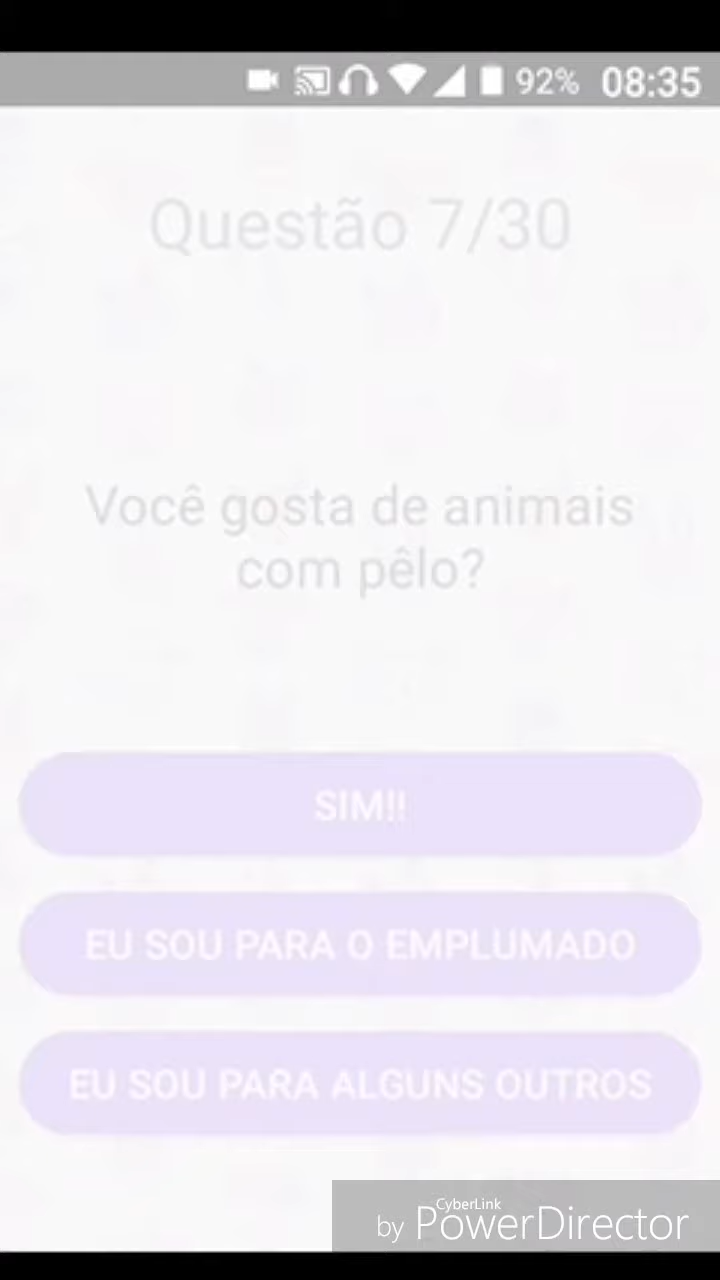 92% 08:35
Questão 7/30
Você gosta de animais
com pêlo?
SIM!!
EU SOU PARA O EMPLUMADO
EU SOU PARA ALGUNS OUTROS
CyberLink
by PowerDirector